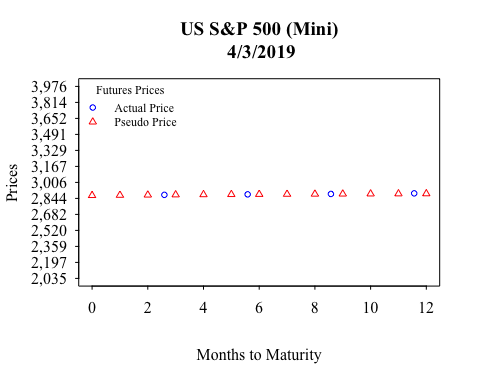 US S&P 500 (Mini)
4/3/2019
Futures Prices
Actual Price
Pseudo Price
Prices
3,976
3,814
3,652
3,491
3,329
3,167
3,006
2,844
2,682
2,520
2,359
2,197
2,035
0 2 4 6 8 10 12
Months to Maturity